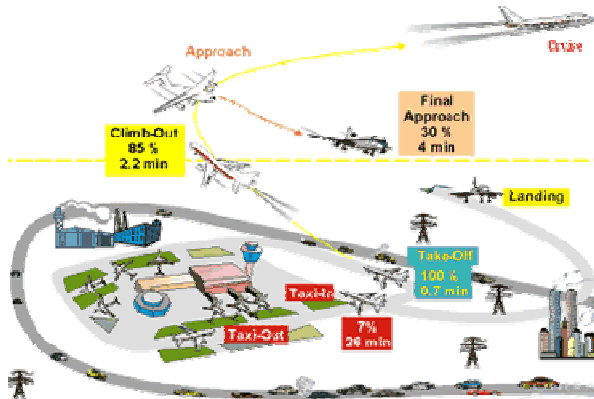 Approach
Cruise
Final
Approach
30 %
4 min
Climb-Out
85 %
2.2 min
Landing
Take-Off
100 %
0.7 min
Taxi-In
7%
26 min
Taxi-Out